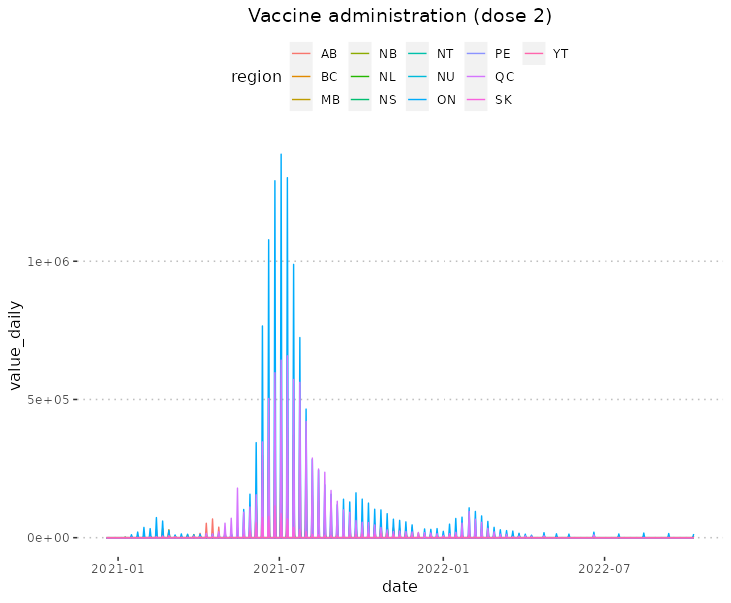 Vaccine administration (dose 2)
AB NB NT PE YT
region BC NL NU QC
MB NS ON SK
1e+06
5e+05
0e+00
value_daily
2021-01 2021-07 2022-01 2022-07
date